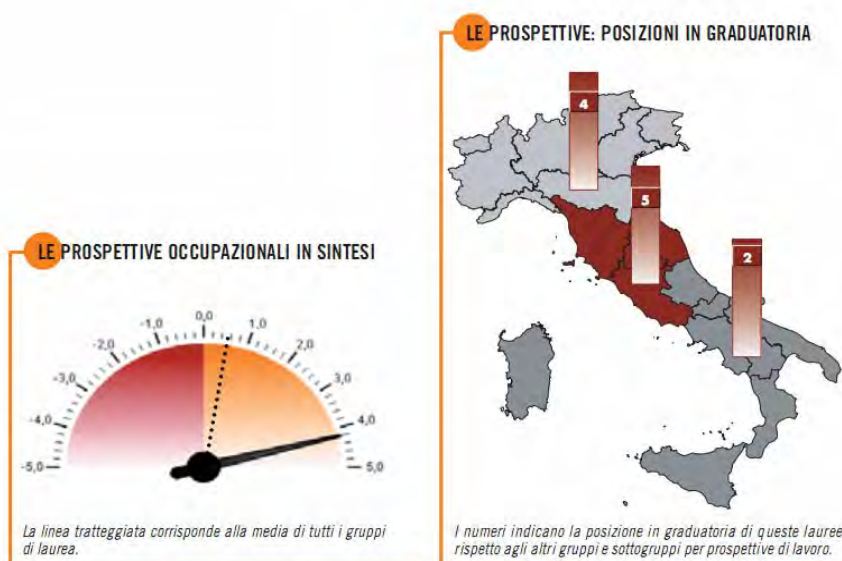 LE PROSPETTIVE: POSIZIONI IN GRADUATORIA
4
5
2
I numeri indicano la posizione in graduatoria di queste lauree
rispetto agli altri gruppi e sottogruppi per prospettive di lavoro.
LE PROSPETTIVE OCCUPAZIONALI IN SINTESI
-5,0
-4,0
-3,0
-2,0
-1,0
0,0
1,0
2,0
3,0
4,0
5,0
La linea tratteggiata corrisponde alla media di tutti i gruppi
di laurea.